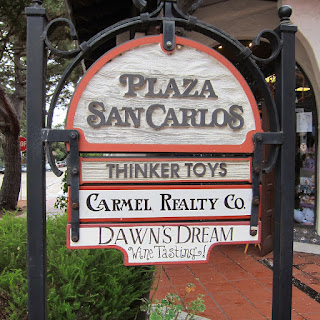 PLAZA
SAN CARLOS
THINKER TOYS
CARMEL REALTY CO.
DAWN'S DREAM
Wine Tasting!